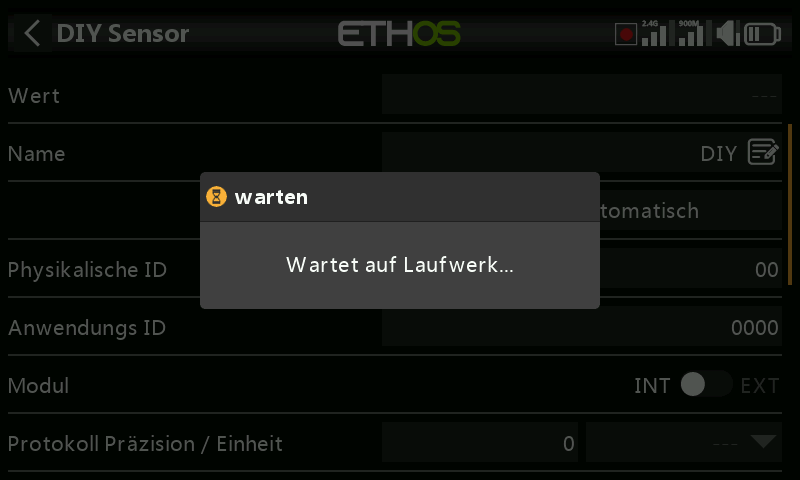 DIY Sensor
ETHOS
2.4G
900M
Wert
---
Name
DIY
warten
tomatisch
Wartet auf Laufwerk...
Physikalische ID
00
Anwendungs ID
0000
Modul
INT
EXT
Protokoll Präzision / Einheit
0
---